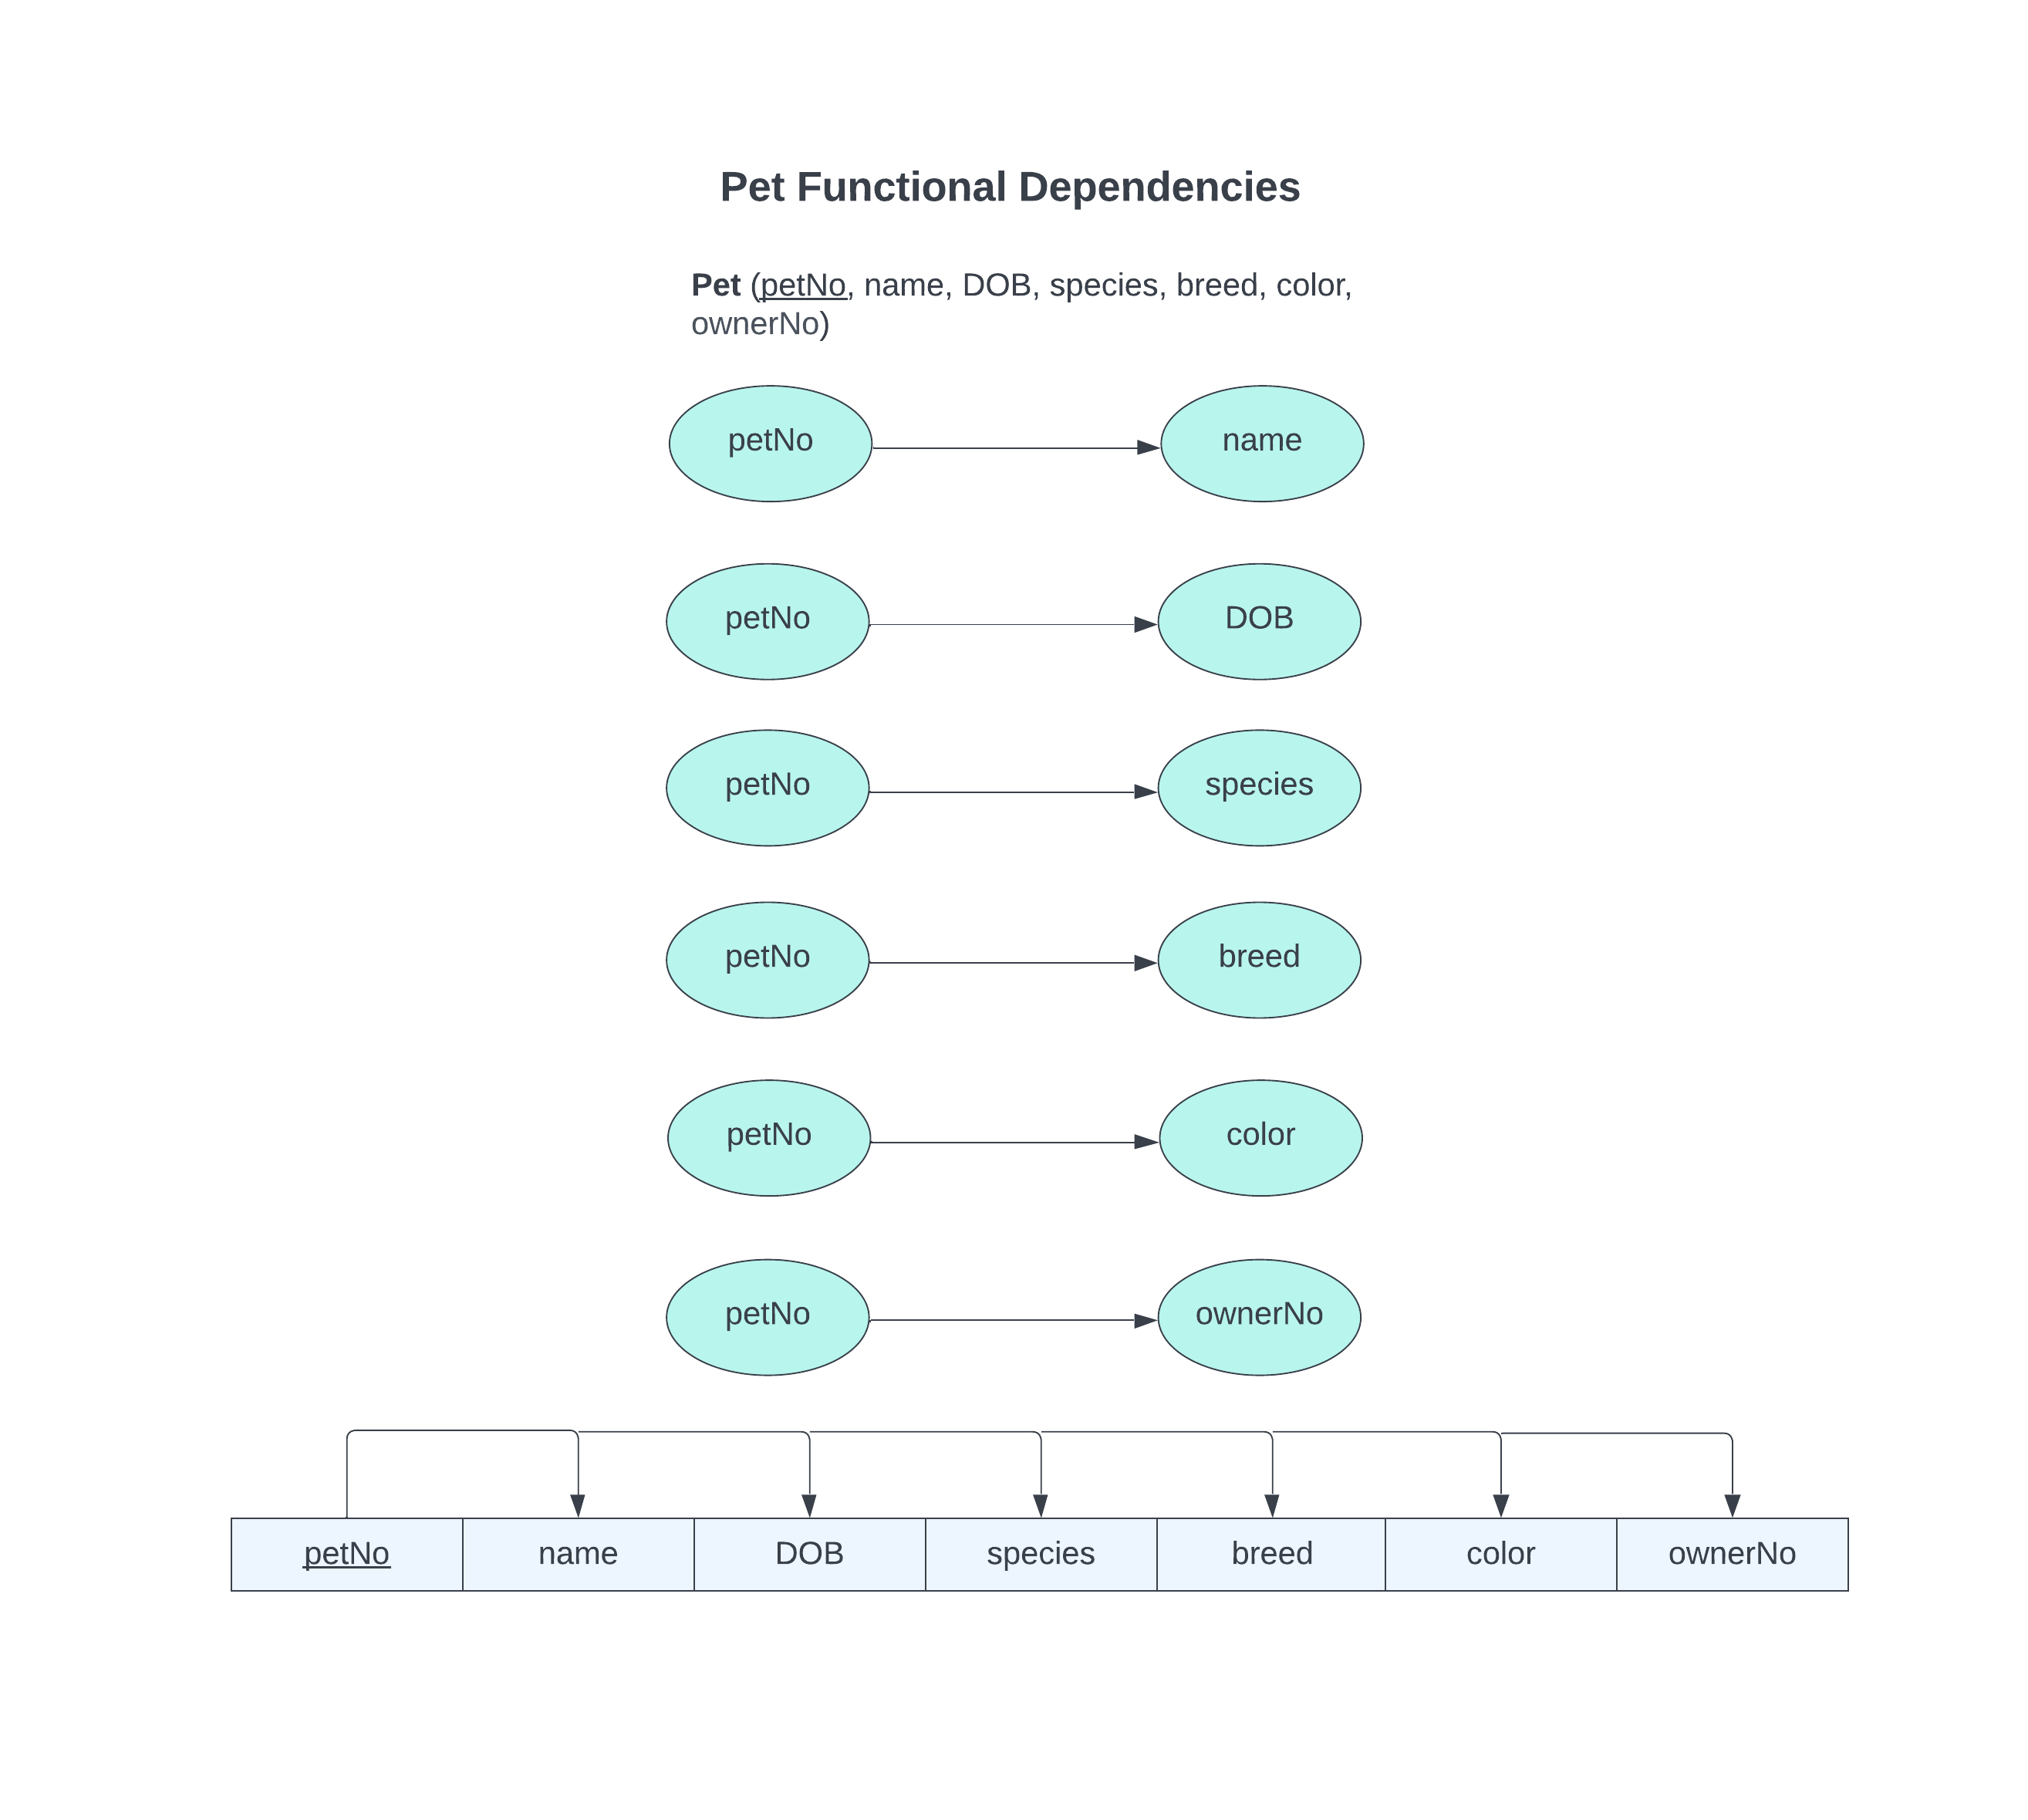 Pet Functional Dependencies
Pet (petNo, name, DOB, species, breed, color,
ownerNo)
petNo name
petNo DOB
petNo species
petNo breed
petNo color
petNo ownerNo
petNo name DOB species breed color ownerNo